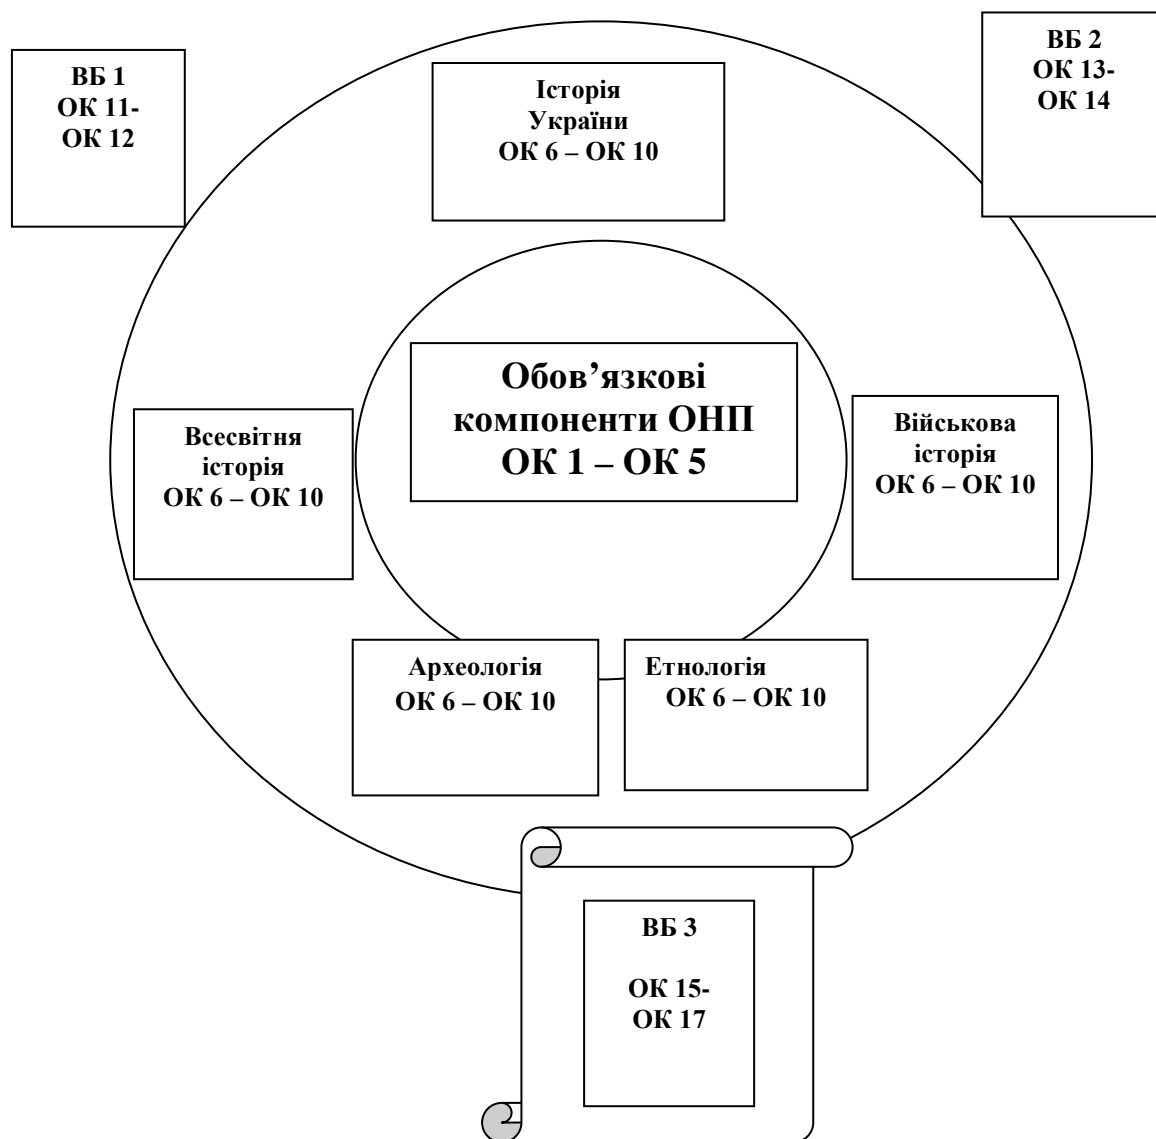 ВБ 1
ОК 11-
ОК 12
Історія
України
ОК 6 – ОК 10
ВБ 2
ОК 13-
ОК 14
Обов’язкові
компоненти ОНП
ОК 1 – ОК 5
Всесвітня
історія
ОК 6 – ОК 10
Військова
історія
ОК 6 – ОК 10
Археологія
ОК 6 – ОК 10
Етнологія
ОК 6 – ОК 10
ВБ 3
ОК 15-
ОК 17